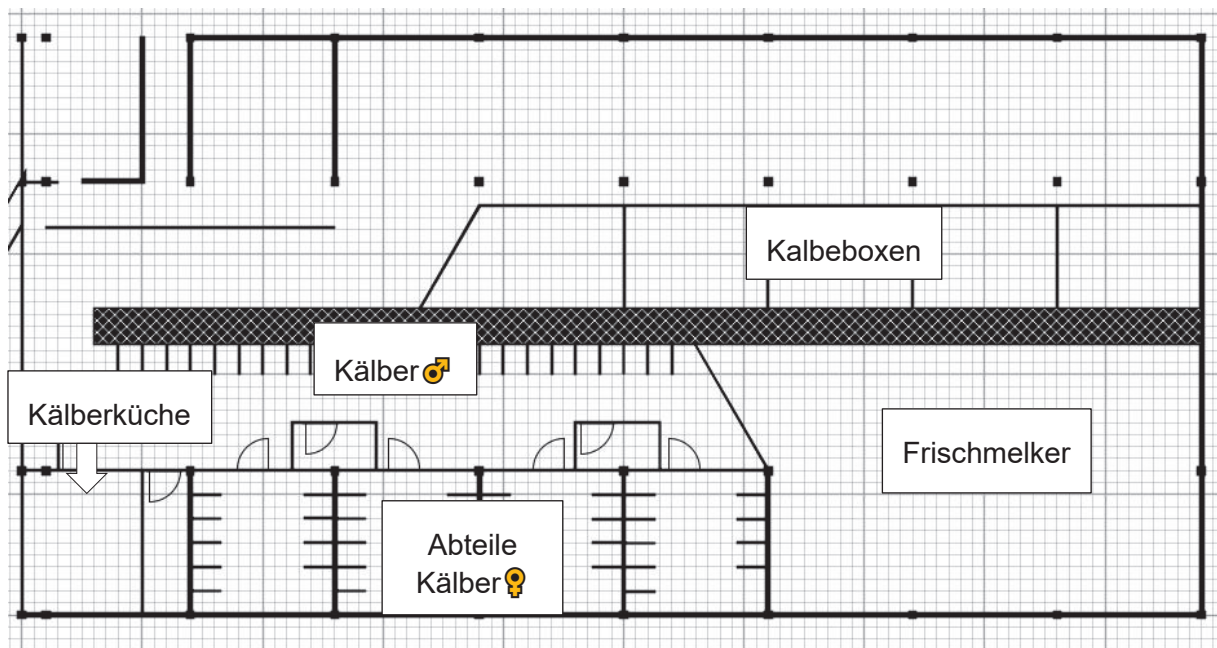 Kalbeboxen
Kälber♂
Kälberküche
Frischmelker
Abteile
Kälber♀